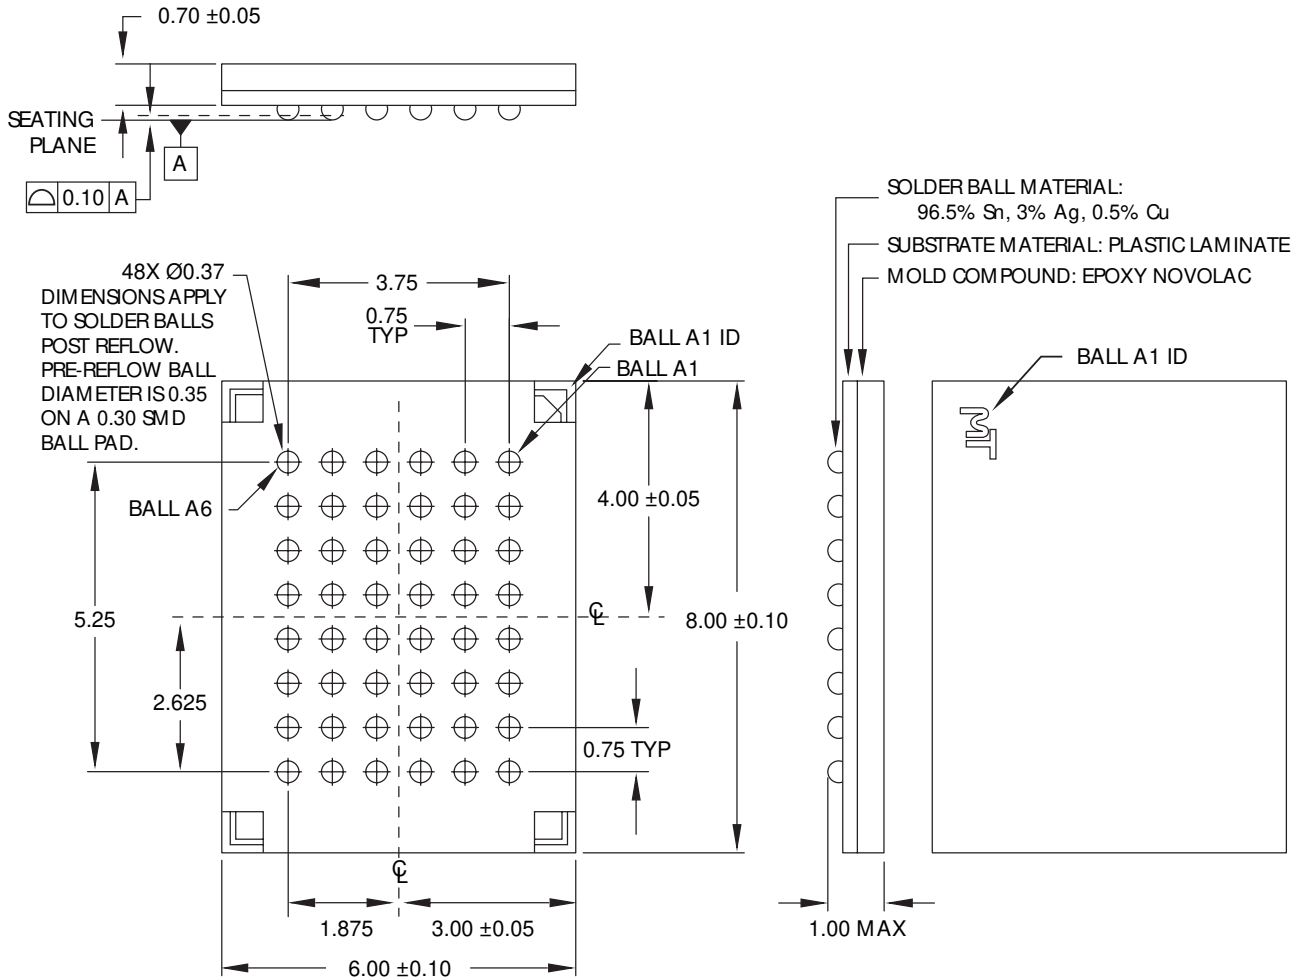 0.70 ±0.05
SEATING
PLANE
A
0.10 A
SOLDER BALL MATERIAL:
96.5% Sn, 3% Ag, 0.5% Cu
SUBSTRATE MATERIAL: PLASTIC LAMINATE
MOLD COMPOUND: EPOXY NOVOLAC
48X Ø0.37
DIMENSIONS APPLY
TO SOLDER BALLS
POST REFLOW.
PRE-REFLOW BALL
DIAMETER IS 0.35
ON A 0.30 SMD
BALL PAD.
3.75
0.75
TYP
BALL A1 ID
BALL A1
BALL A1 ID
BALL A6
4.00 ±0.05
5.25
CL
8.00 ±0.10
2.625
0.75 TYP
CL
1.875
3.00 ±0.05
6.00 ±0.10
1.00 MAX